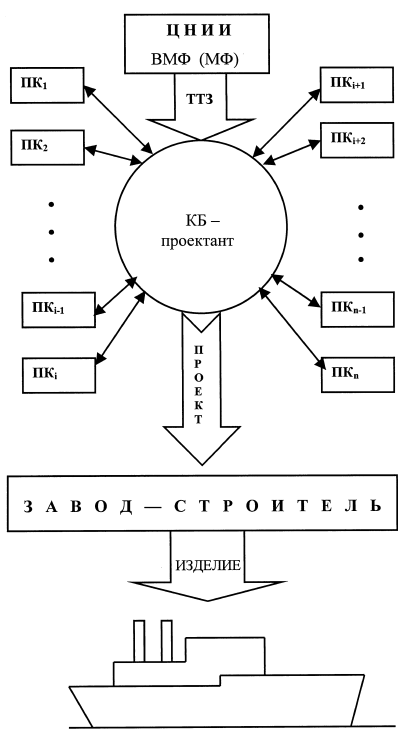 ЦНИИ
ВМФ (МФ)
ТТЗ
ПК1
ПК2
ПКi-1
ПКi
ПКi+1
ПКi+2
ПКn-1
ПКn
КБ –
проектант
ПРОЕКТ
ЗАВОД — СТРОИТЕЛЬ
ИЗДЕЛИЕ